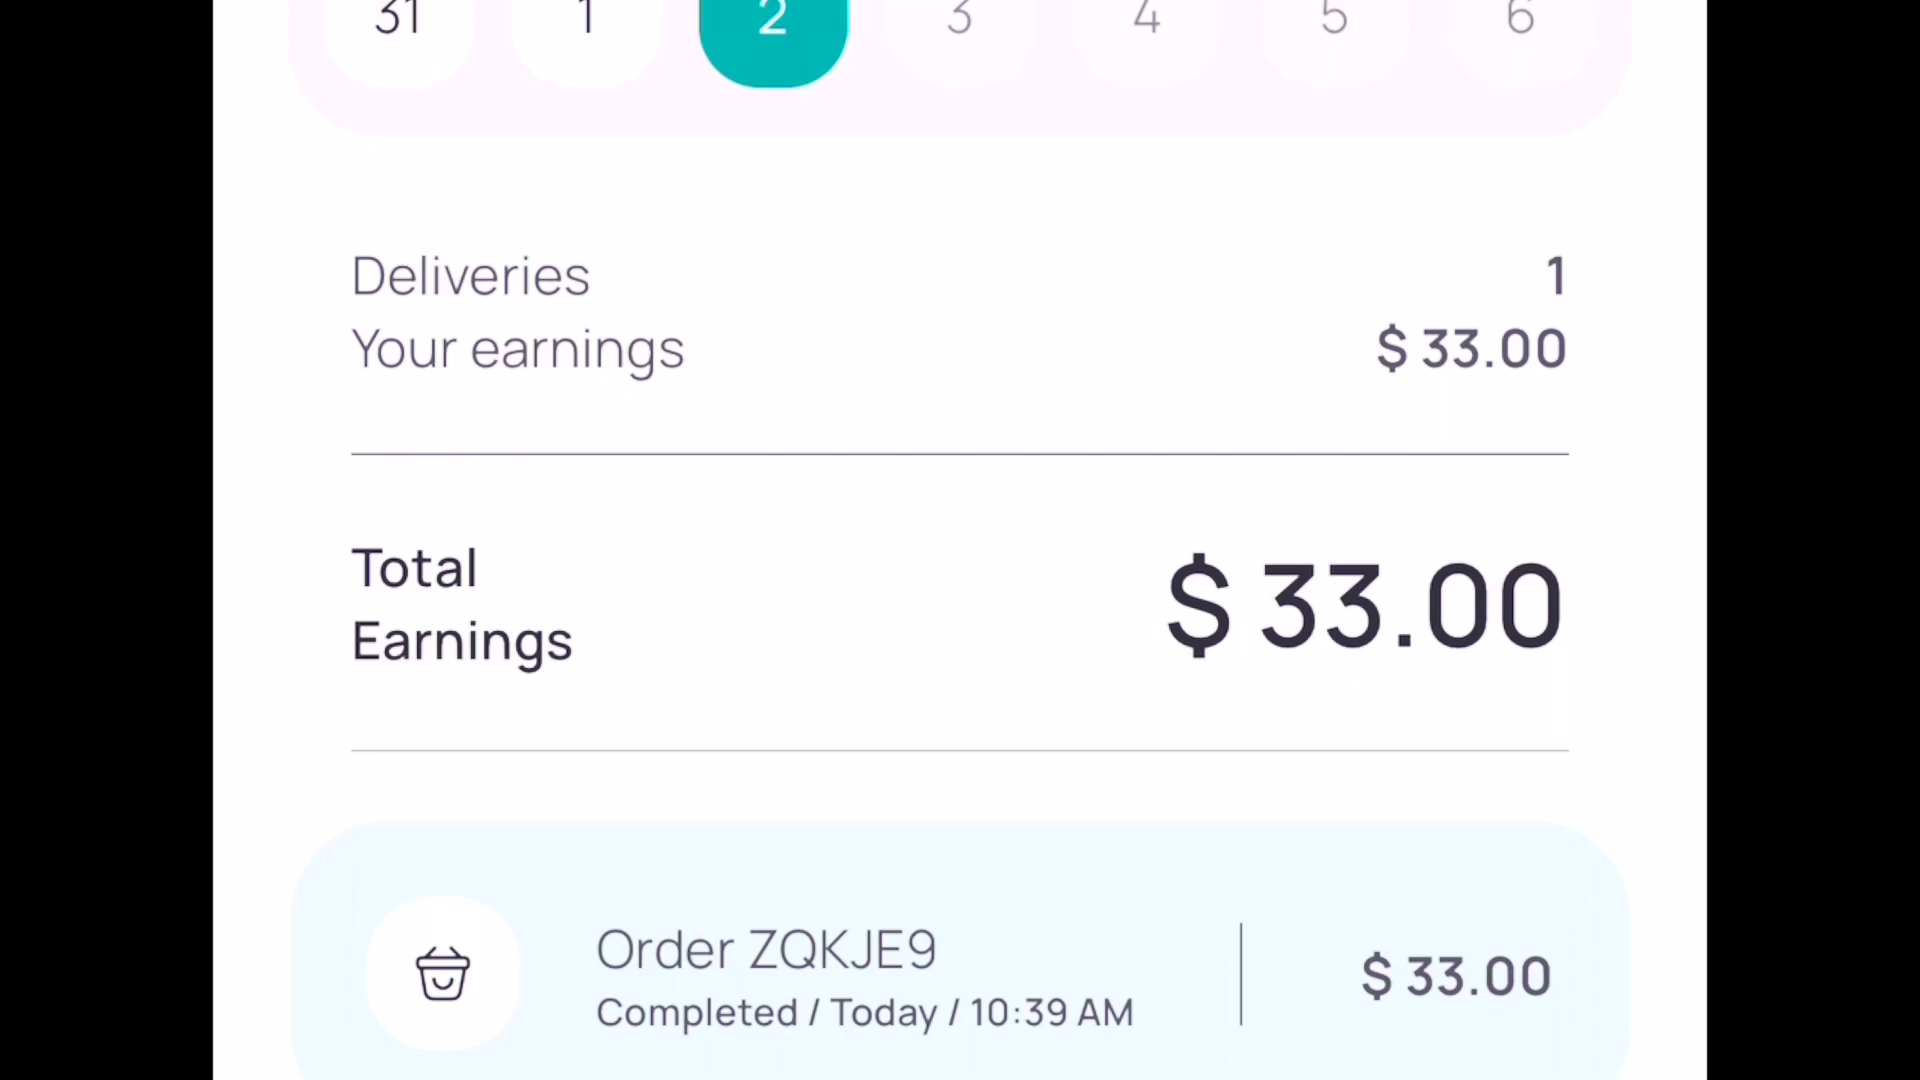 31 1 2 3 4 5 6
Deliveries 1
Your earnings $ 33.00
Total
Earnings
$ 33.00
Order ZQKJE9
Completed / Today / 10:39 AM
$ 33.00